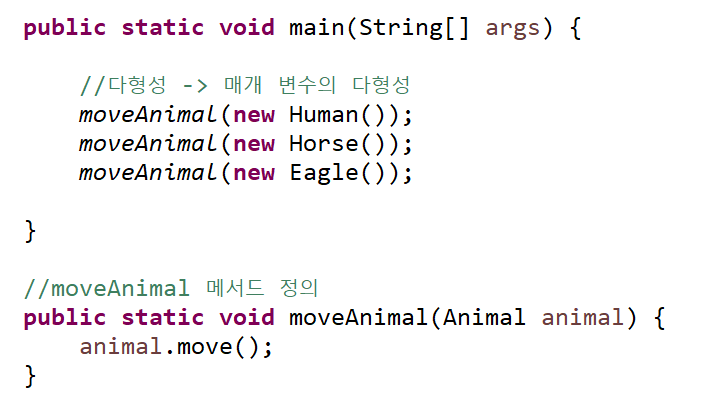 public static void main(String[] args) {
//다형성 -> 매개 변수의 다형성
moveAnimal(new Human());
moveAnimal(new Horse());
moveAnimal(new Eagle());
}
//moveAnimal 메서드 정의
public static void moveAnimal(Animal animal) {
animal.move();
}